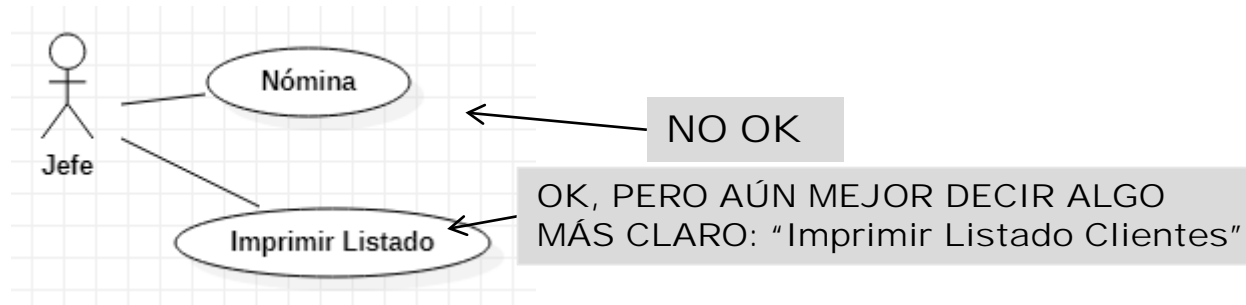 Nómina
NO OK
Jefe
OK, PERO AÚN MEJOR DECIR ALGO
MÁS CLARO: “Imprimir Listado Clientes”
Imprimir Listado